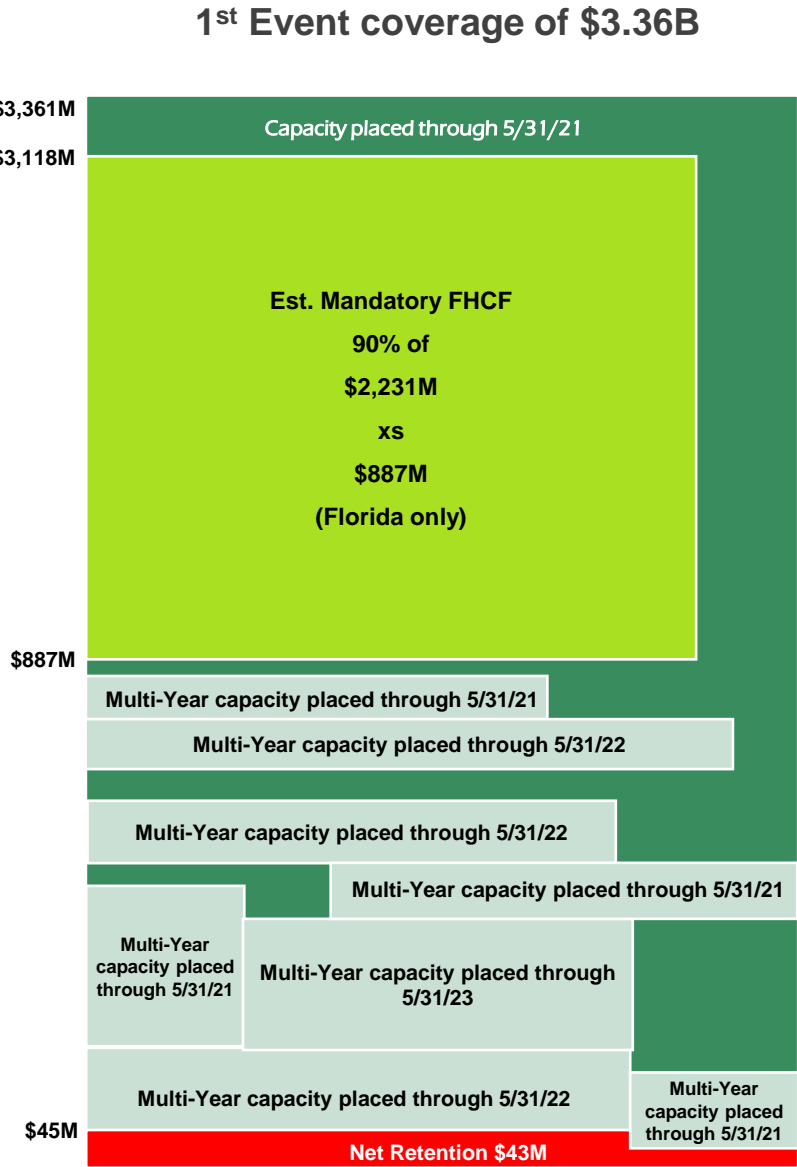 1st Event coverage of $3.36B
$3,361M
Capacity placed through 5/31/21
$3,118M
Est. Mandatory FHCF
90% of
$2,231M
xs
$887M
(Florida only)
$887M
Multi-Year capacity placed through 5/31/21
Multi-Year capacity placed through 5/31/22
Multi-Year capacity placed through 5/31/22
Multi-Year capacity placed through 5/31/21
Multi-Year
capacity placed
through 5/31/21
Multi-Year capacity placed through
5/31/23
Multi-Year capacity placed through 5/31/22
Multi-Year
capacity placed
through 5/31/21
$45M
Net Retention $43M